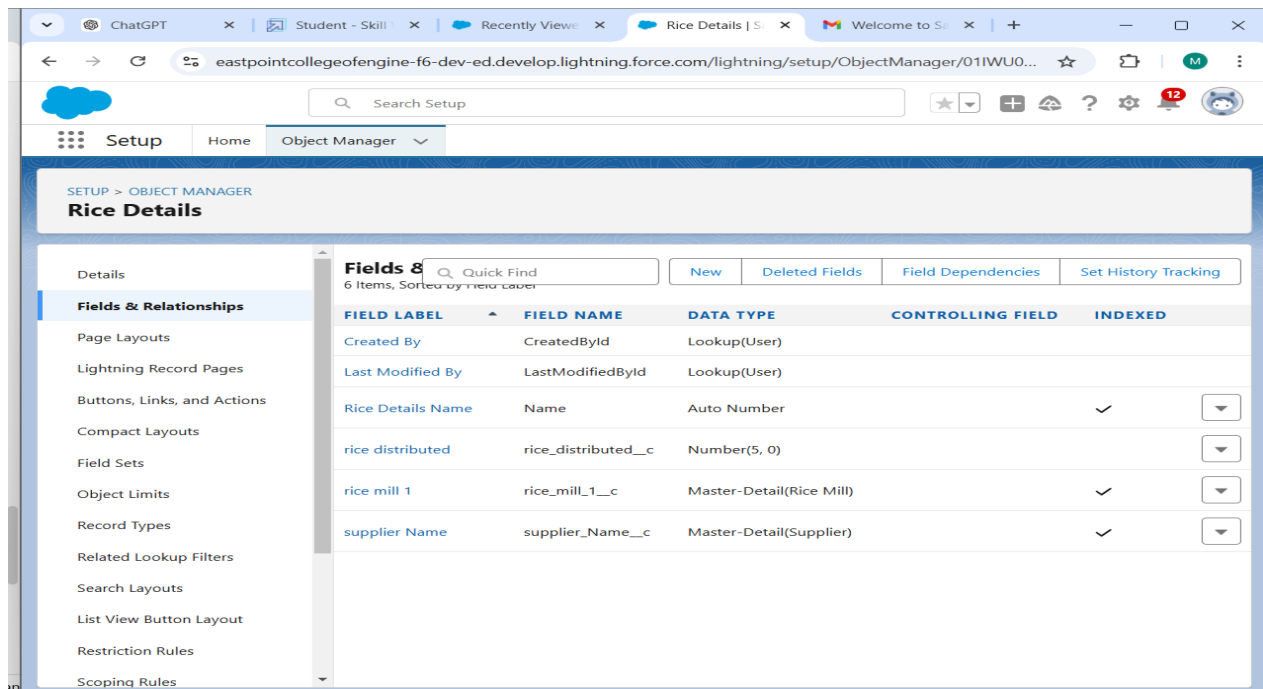 ChatGPT
Student - Skill
Recently Viewe
Rice Details | S
Welcome to Sa
eastpointcollegeofengine-f6-dev-ed.develop.lightning.force.com/lightning/setup/ObjectManager/01IWU0...
M
Search Setup
12
Setup
Home
Object Manager
SETUP > OBJECT MANAGER
Rice Details
Details
Fields & Relationships
Page Layouts
Lightning Record Pages
Buttons, Links, and Actions
Compact Layouts
Field Sets
Object Limits
Record Types
Related Lookup Filters
Search Layouts
List View Button Layout
Restriction Rules
Scoping Rules
Fields &
Quick Find
New
Deleted Fields
Field Dependencies
Set History Tracking
6 Items, Sorted by Field Label
FIELD LABEL FIELD NAME DATA TYPE CONTROLLING FIELD INDEXED
Created By CreatedById Lookup(User)
Last Modified By LastModifiedById Lookup(User)
Rice Details Name Name Auto Number
rice distributed rice_distributed__c Number(5, 0)
rice mill 1 rice_mill_1__c Master-Detail(Rice Mill)
supplier Name supplier_Name__c Master-Detail(Supplier)